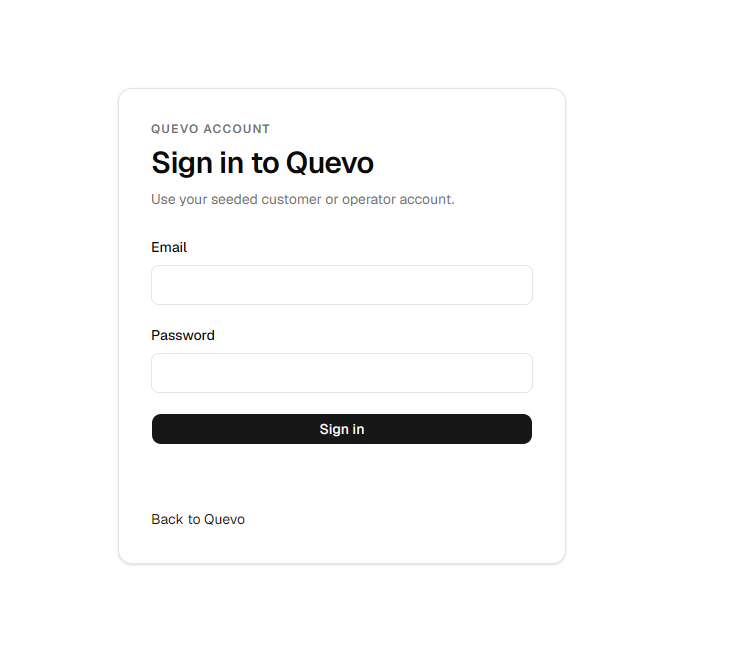 QUEVO ACCOUNT
Sign in to Quevo
Use your seeded customer or operator account.
Email
Password
Sign in
Back to Quevo